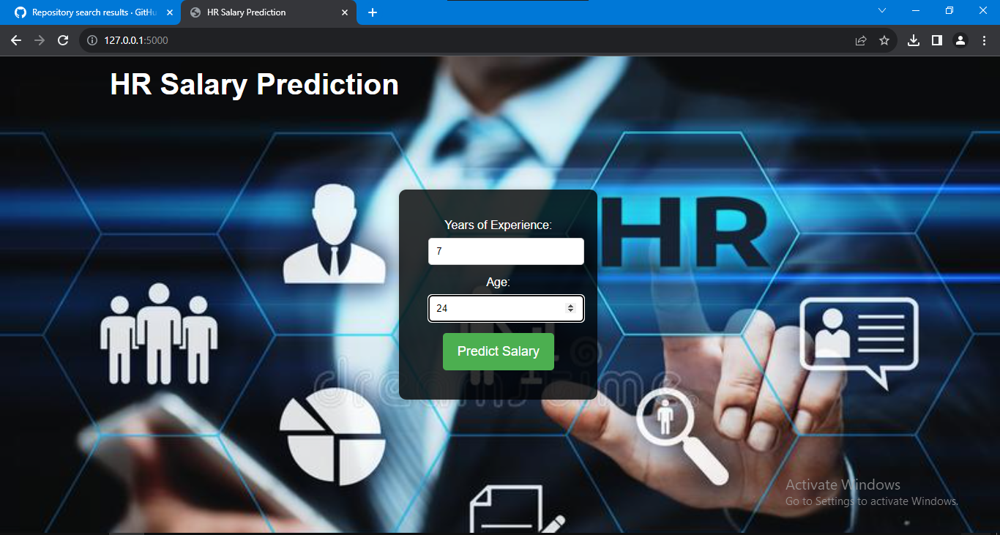 Repository search results · GitHu
HR Salary Prediction
127.0.0.1:5000
HR Salary Prediction
HR
Years of Experience:
7
Age:
24
Predict Salary
dreamstime
Activate Windows
Go to Settings to activate Windows.